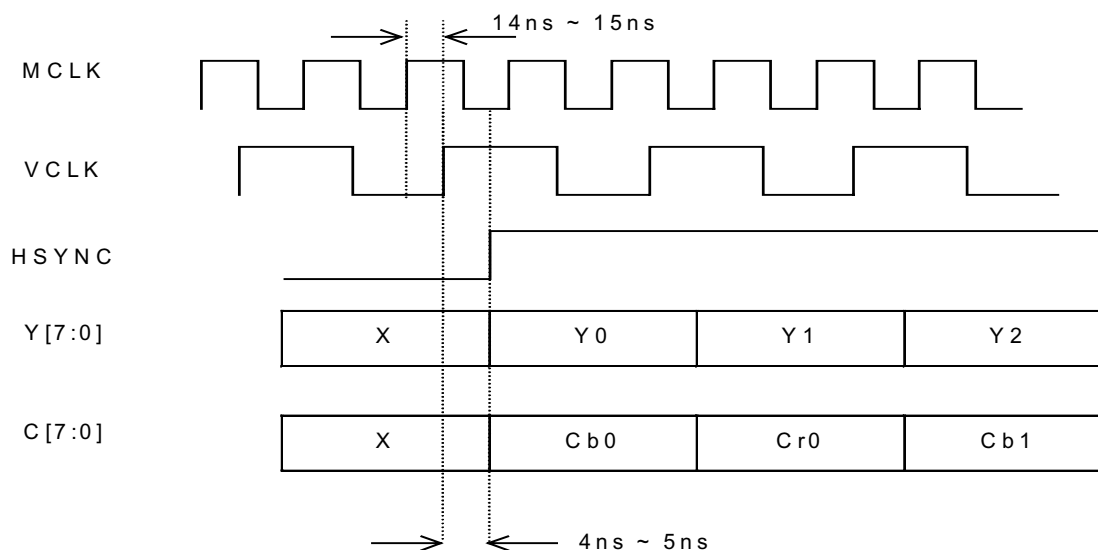 14ns ~ 15ns
MCLK
VCLK
HSYNC
Y[7:0] X Y0 Y1 Y2
C[7:0] X Cb0 Cr0 Cb1
4ns ~ 5ns